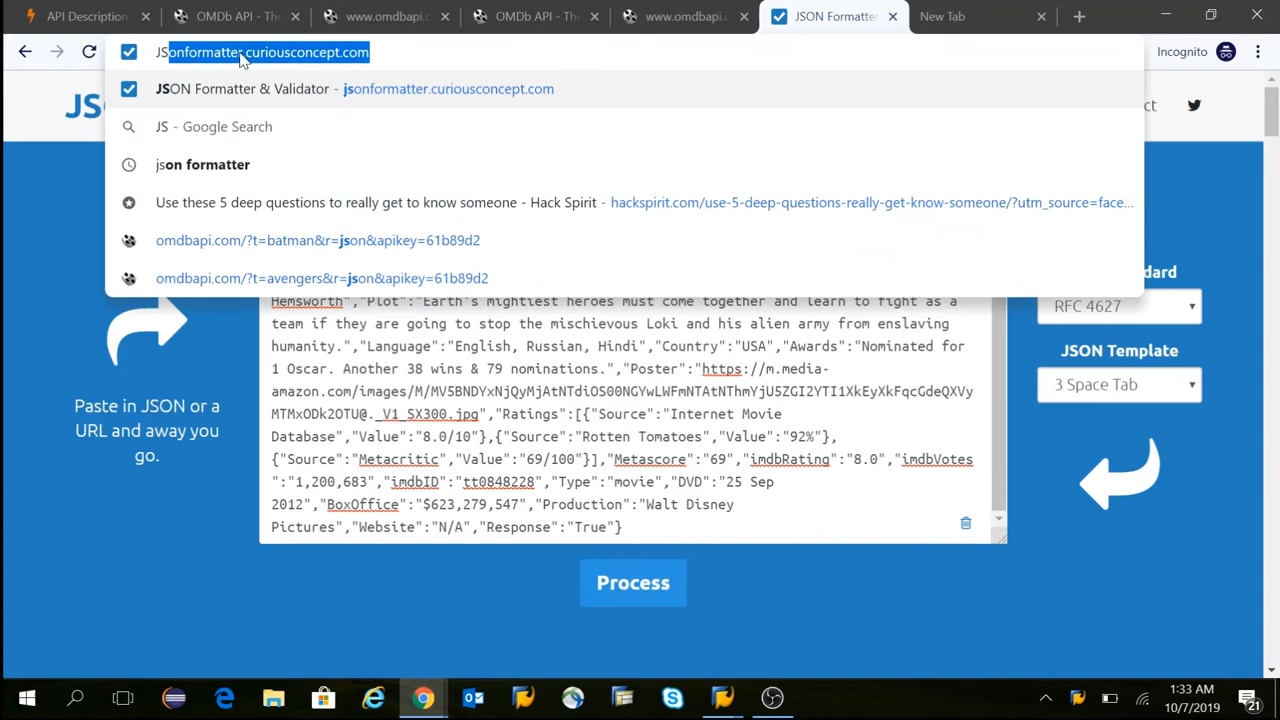 API Description
OMDb API - The
www.omdbapi.c
OMDb API - The
www.omdbapi.c
JSON Formatte
New Tab
JSonformatter.curiousconcept.com
Incognito
JSON Formatter & Validator - jsonformatter.curiousconcept.com
JS - Google Search
json formatter
Use these 5 deep questions to really get to know someone - Hack Spirit - hackspirit.com/use-5-deep-questions-really-get-know-someone/?utm_source=face...
omdbapi.com/?t=batman&r=json&apikey=61b89d2
omdbapi.com/?t=avengers&r=json&apikey=61b89d2
Hemsworth","Plot":"Earth's mightiest heroes must come together and learn to fight as a
team if they are going to stop the mischievous Loki and his alien army from enslaving
humanity.","Language":"English, Russian, Hindi","Country":"USA","Awards":"Nominated for
1 Oscar. Another 38 wins & 79 nominations.","Poster":"https://m.media-
amazon.com/images/M/MV5BNDYxNjQyMjAtNTdiOS00NGYwLWFmNTAtNThmYjU5ZGI2YTI1XkEyXkFqcGdeQXVy
MTMxODk2OTU@._V1_SX300.jpg","Ratings":[{"Source":"Internet Movie
Database","Value":"8.0/10"},{"Source":"Rotten Tomatoes","Value":"92%"},
{"Source":"Metacritic","Value":"69/100"}],"Metascore":"69","imdbRating":"8.0","imdbVotes
":"1,200,683","imdbID":"tt0848228","Type":"movie","DVD":"25 Sep
2012","BoxOffice":"$623,279,547","Production":"Walt Disney
Pictures","Website":"N/A","Response":"True"}
Paste in JSON or a
URL and away you
go.
RFC 4627
JSON Template
3 Space Tab
Process
1:33 AM
10/7/2019
21